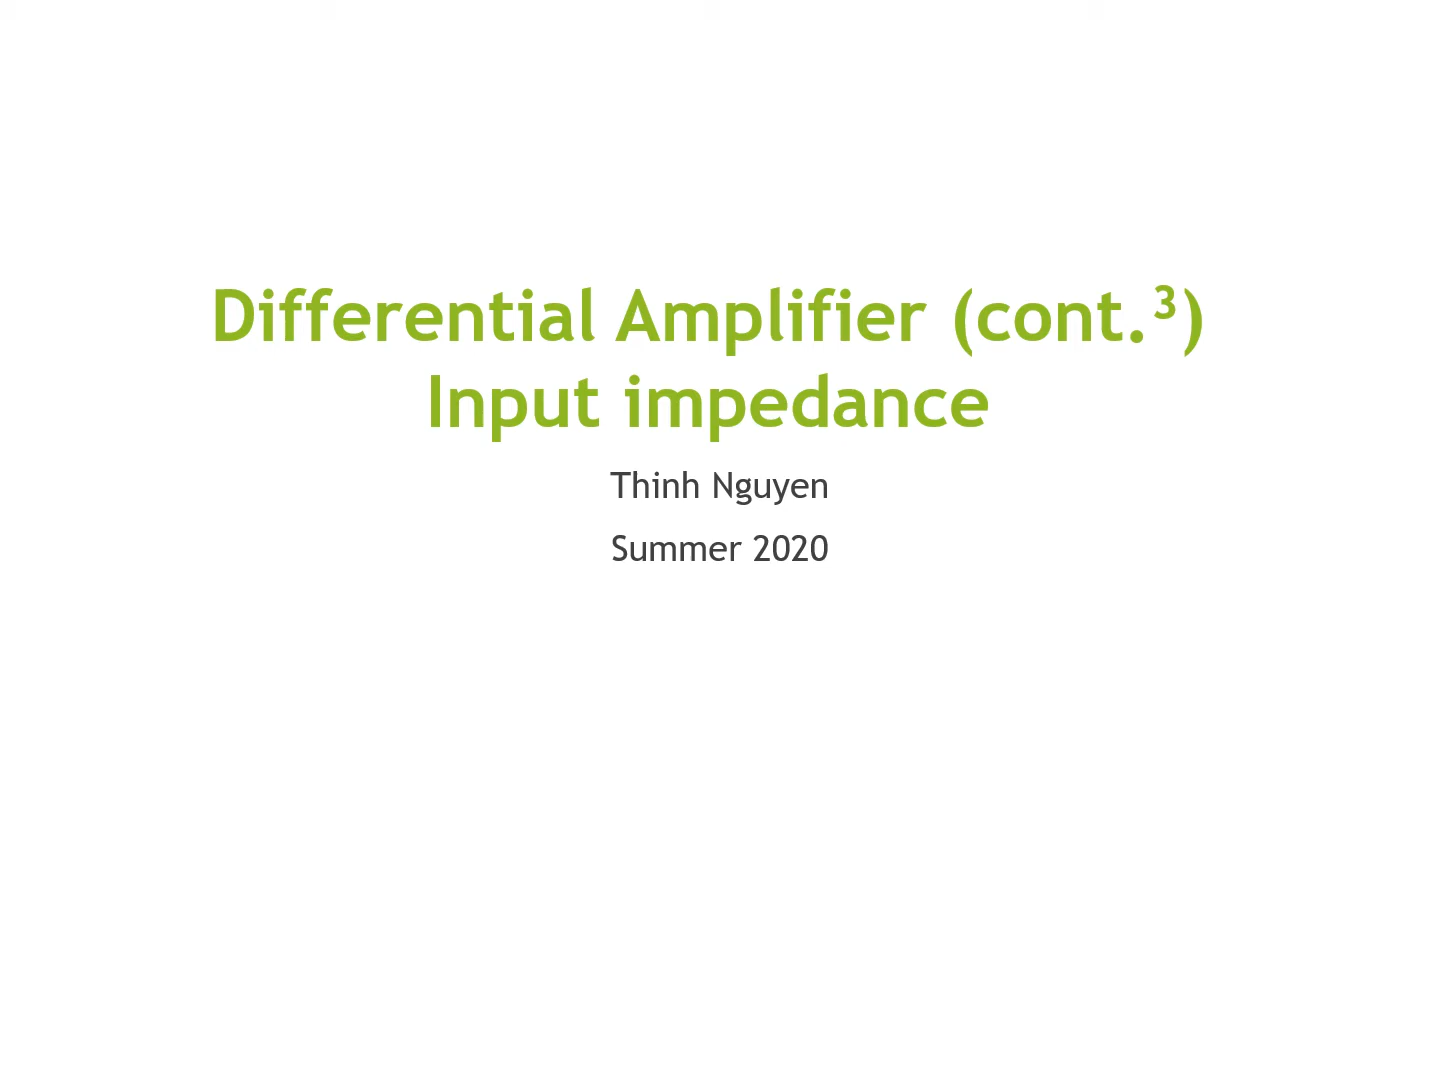 Differential Amplifier (cont.³)
Input impedance
Thinh Nguyen
Summer 2020